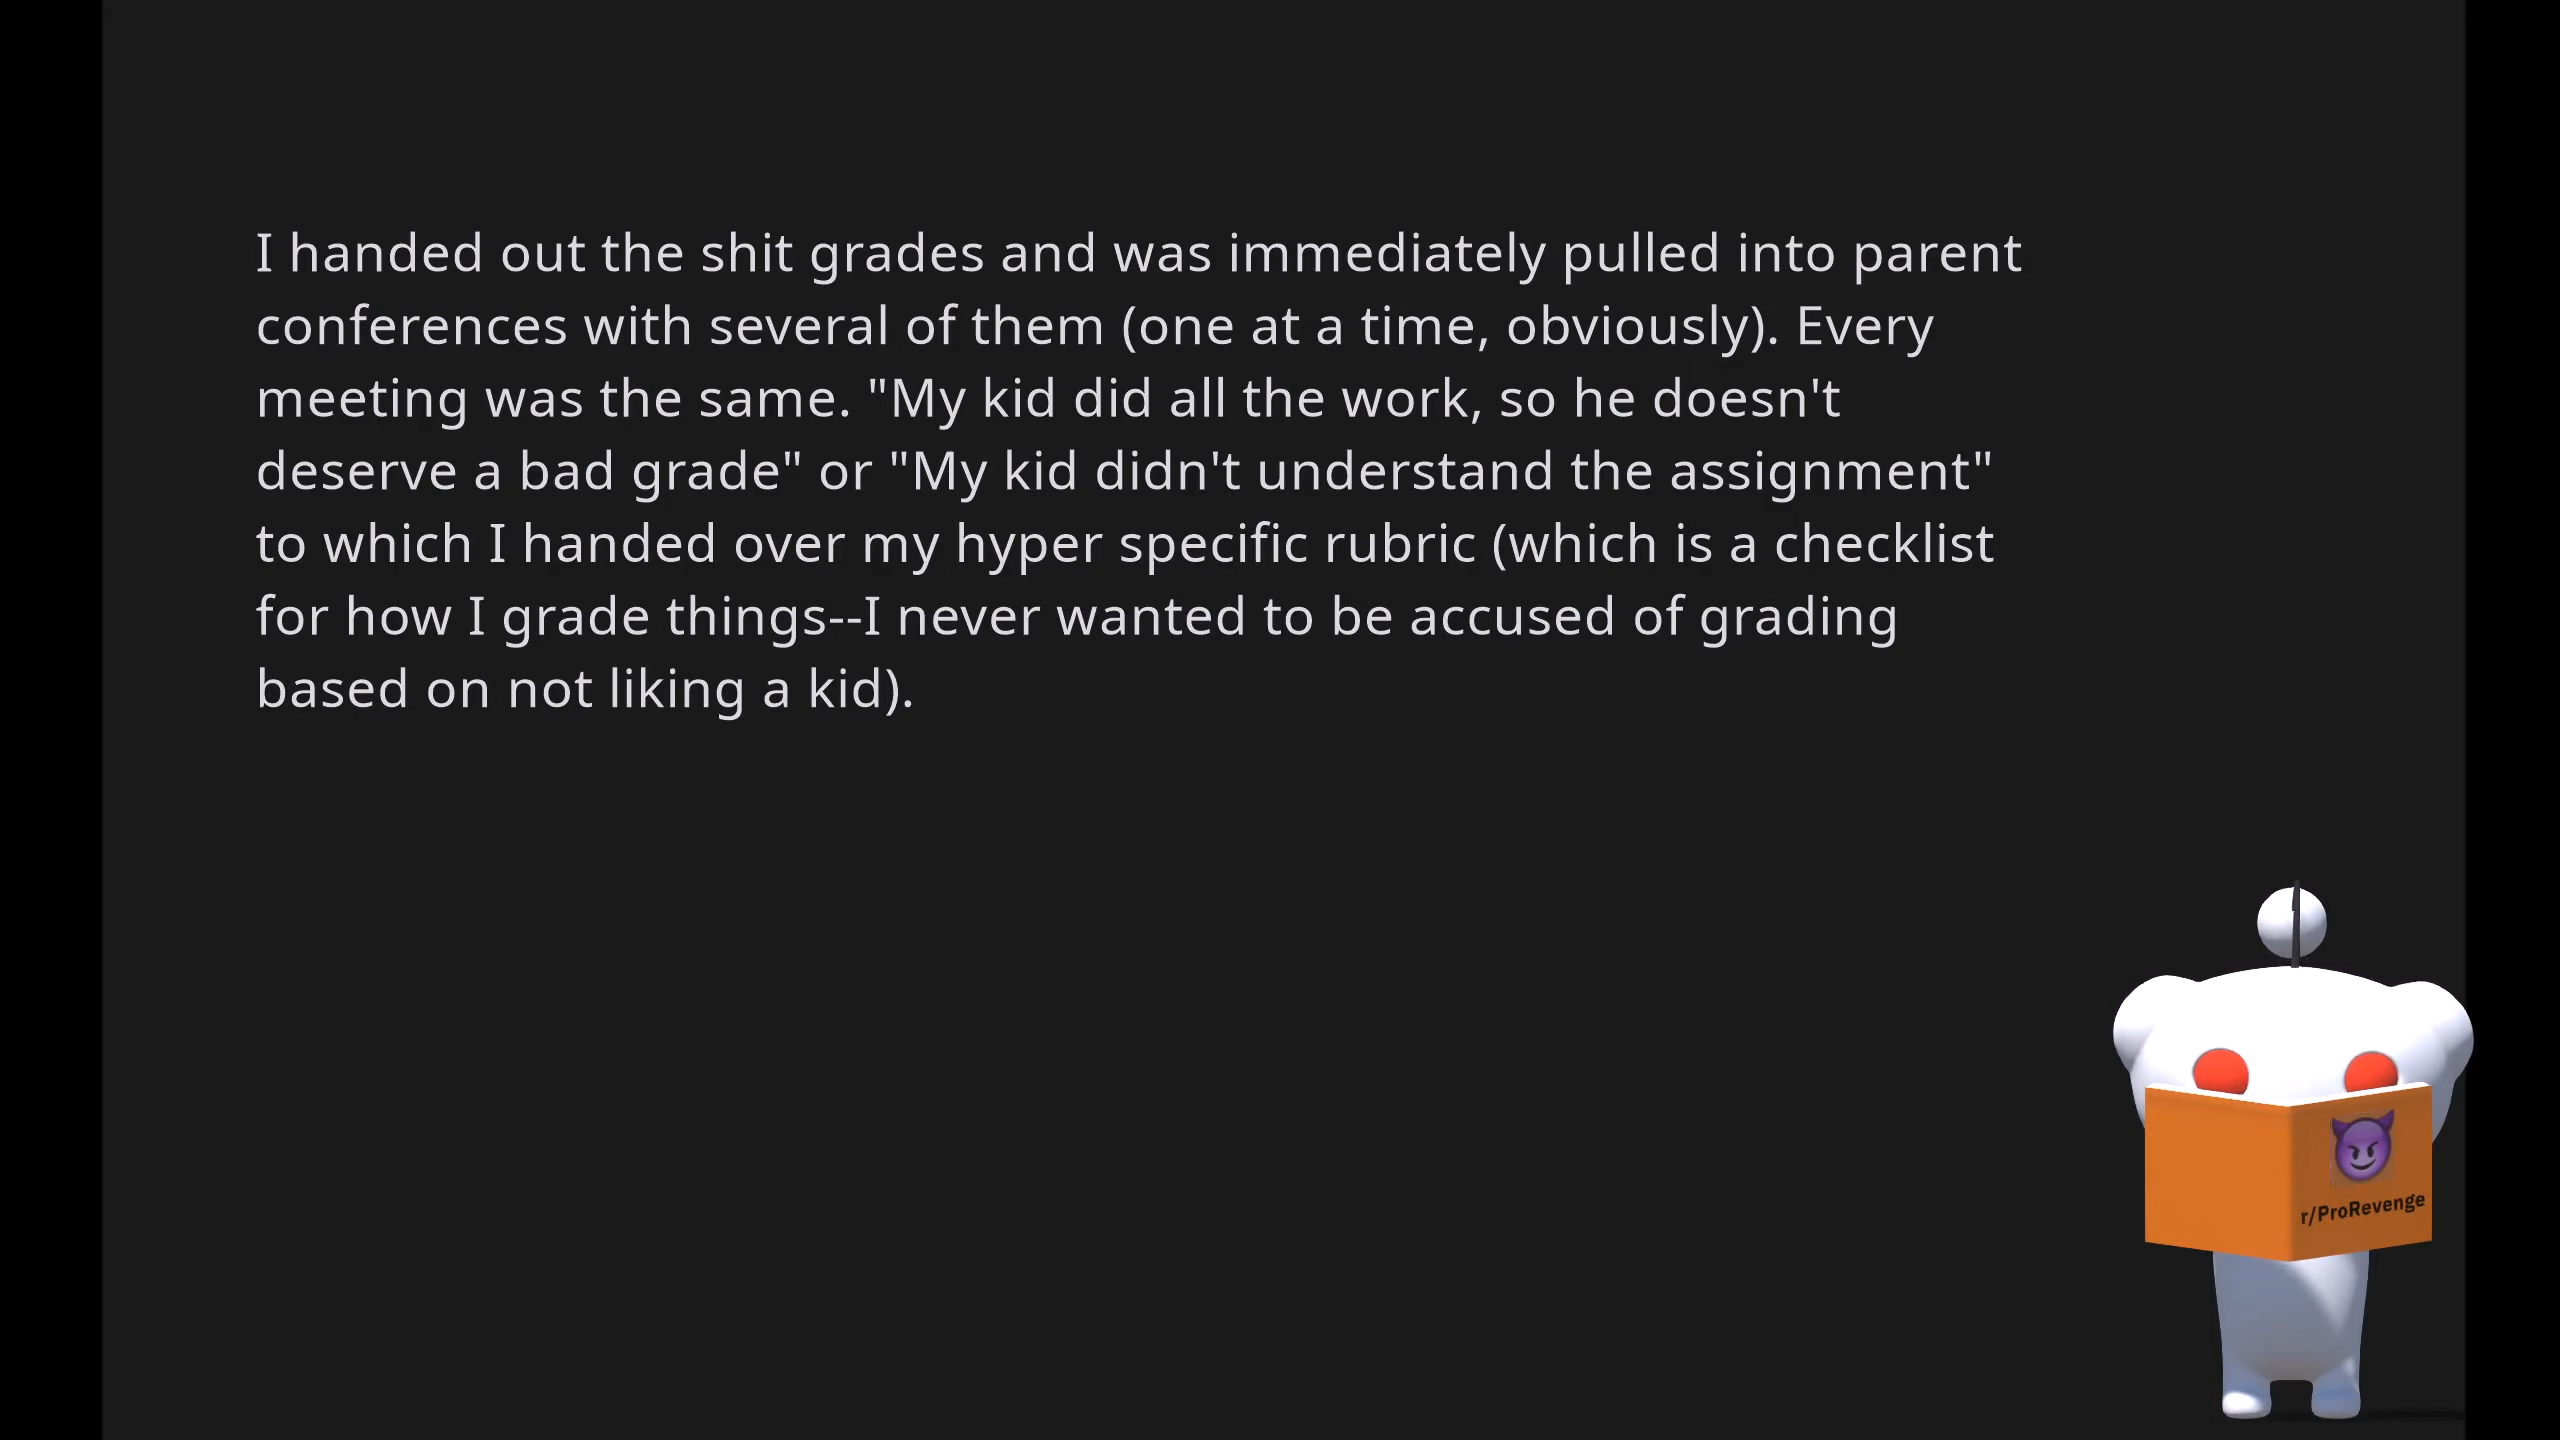 I handed out the shit grades and was immediately pulled into parent
conferences with several of them (one at a time, obviously). Every
meeting was the same. "My kid did all the work, so he doesn't
deserve a bad grade" or "My kid didn't understand the assignment"
to which I handed over my hyper specific rubric (which is a checklist
for how I grade things--I never wanted to be accused of grading
based on not liking a kid).
r/ProRevenge